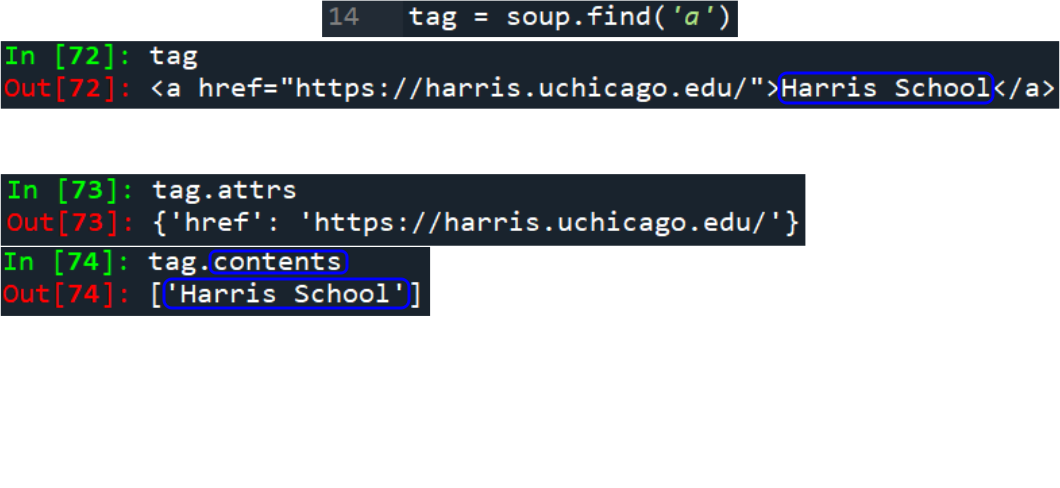 14 tag = soup.find('a')
In [72]: tag
Out[72]: <a href="https://harris.uchicago.edu/">Harris School</a>
In [73]: tag.attrs
Out[73]: {'href': 'https://harris.uchicago.edu/'}
In [74]: tag.contents
Out[74]: ['Harris School']